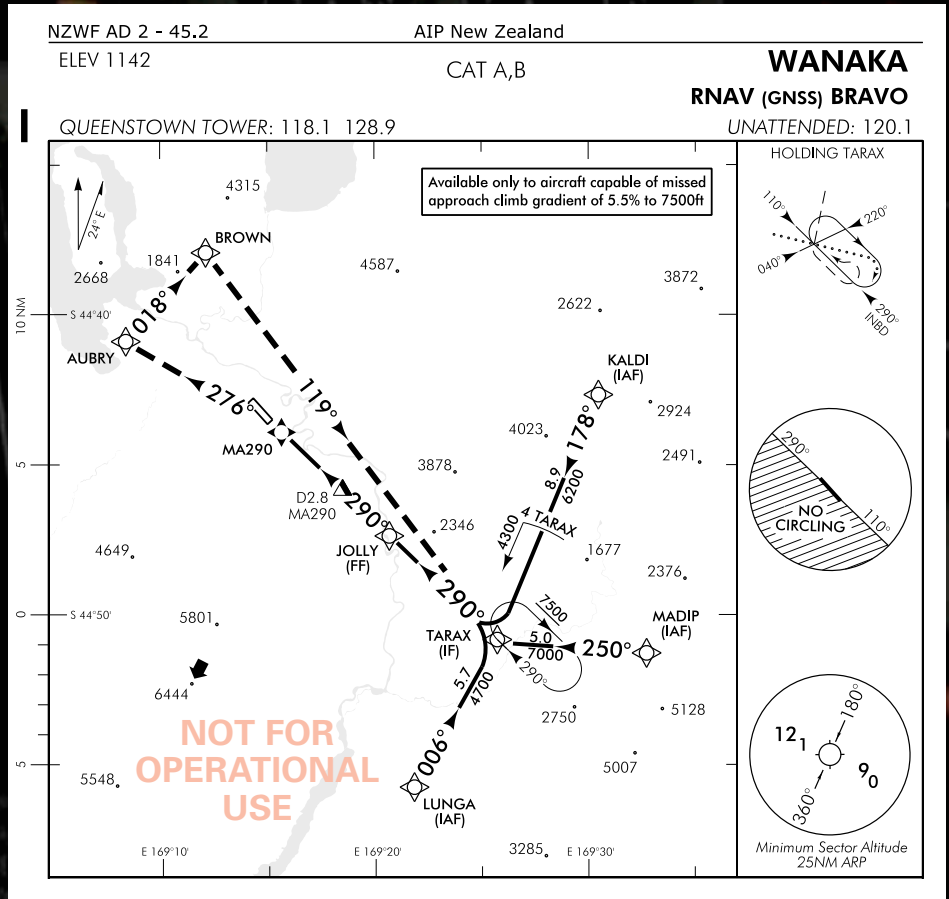 NZWF AD 2 - 45.2
AIP New Zealand
ELEV 1142
CAT A,B
WANAKA
RNAV (GNSS) BRAVO
QUEENSTOWN TOWER: 118.1 128.9
UNATTENDED: 120.1
Available only to aircraft capable of missed
approach climb gradient of 5.5% to 7500ft
24° E
4315
BROWN
2668
1841
4587
3872
2622
10 NM
S 44°40'
018°
AUBRY
KALDI
(IAF)
276°
119°
178°
2924
4023
MA290
2491
5
3878
8.9
6200
D2.8
MA290
290°
4 TARAX
4300
2346
JOLLY
(FF)
4649
1677
2376
290°
0
S 44°50'
5801
7500
MADIP
(IAF)
TARAX
(IF)
5.0
7000
250°
290°
6444
5.7
4700
2750
5128
NOT FOR
OPERATIONAL
USE
006°
5
5548
5007
LUNGA
(IAF)
E 169°10'
E 169°20'
3285
E 169°30'
HOLDING TARAX
110°
220°
040°
290°
INBD
290°
NO
CIRCLING
110°
180°
12 1
9 0
360°
Minimum Sector Altitude
25NM ARP